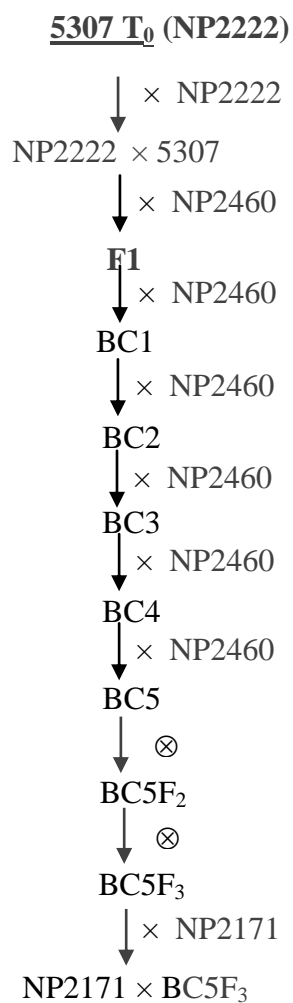 5307 T₀ (NP2222)
× NP2222
NP2222 × 5307
× NP2460
F1
× NP2460
BC1
× NP2460
BC2
× NP2460
BC3
× NP2460
BC4
× NP2460
BC5
⊗
BC5F₂
⊗
BC5F₃
× NP2171
NP2171 × BC5F₃